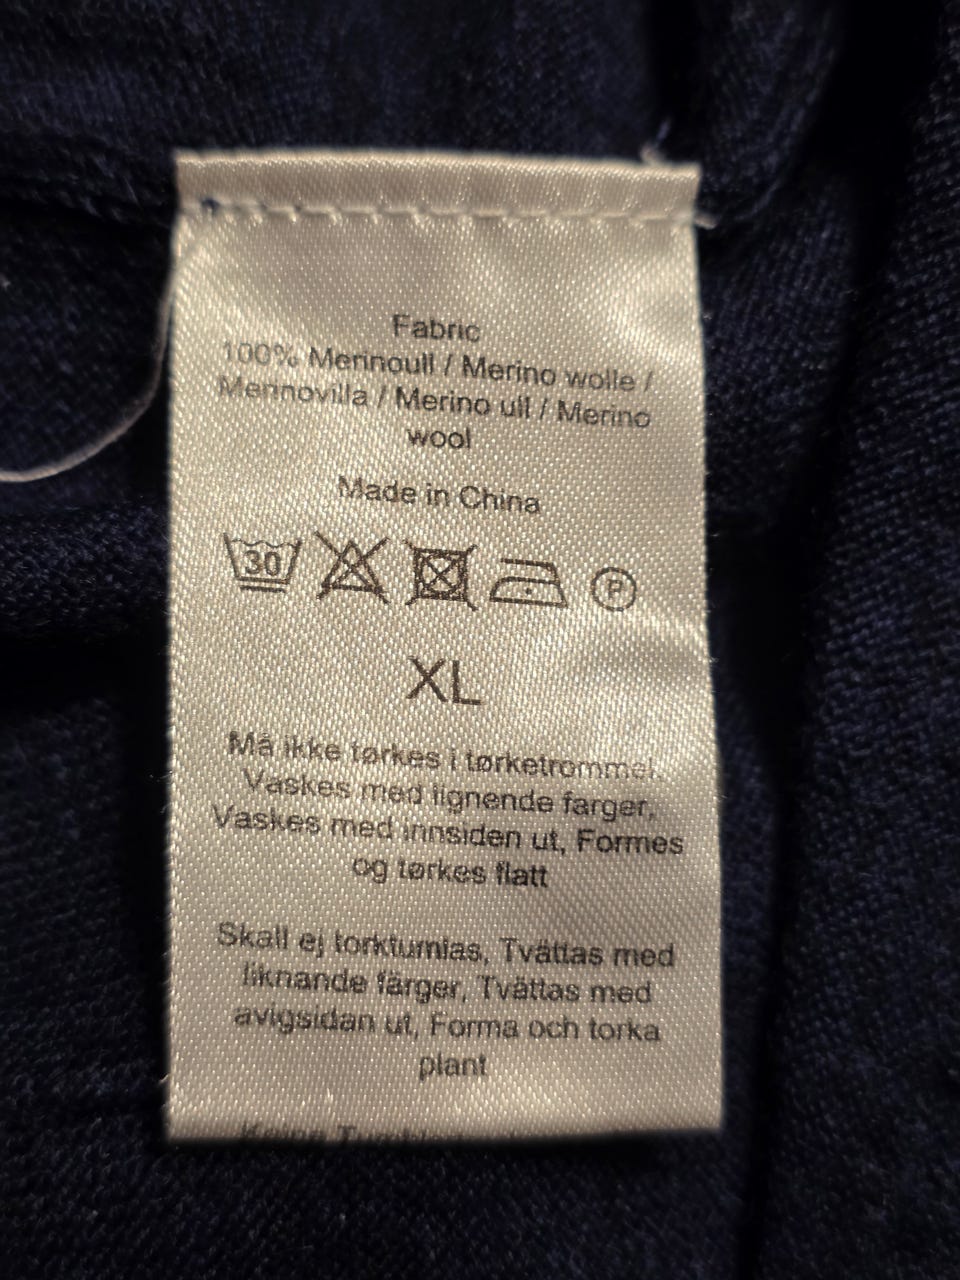 Fabric
100% Merinoull / Merino wolle /
Merinovilla / Merino ull / Merino
wool
Made in China
30
P
XL
Må ikke tørkes i tørketrommel.
Vaskes med lignende farger,
Vaskes med innsiden ut, Formes
og tørkes flatt
Skall ej torktumlas, Tvättas med
liknande färger, Tvättas med
avigsidan ut, Forma och torka
plant
Keine